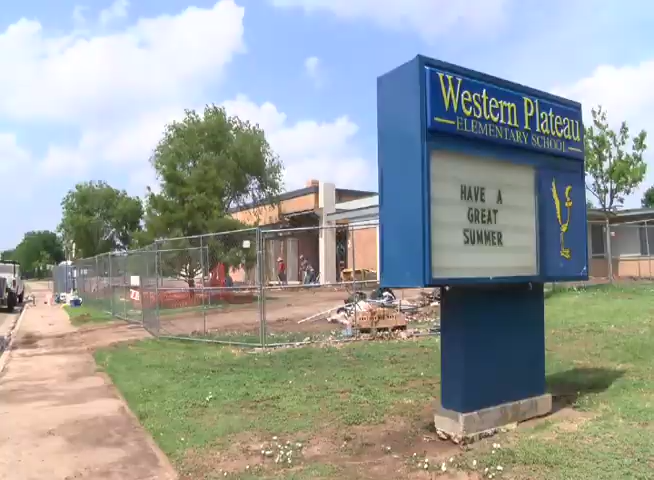 Western Plateau
ELEMENTARY SCHOOL
HAVE A
GREAT
SUMMER